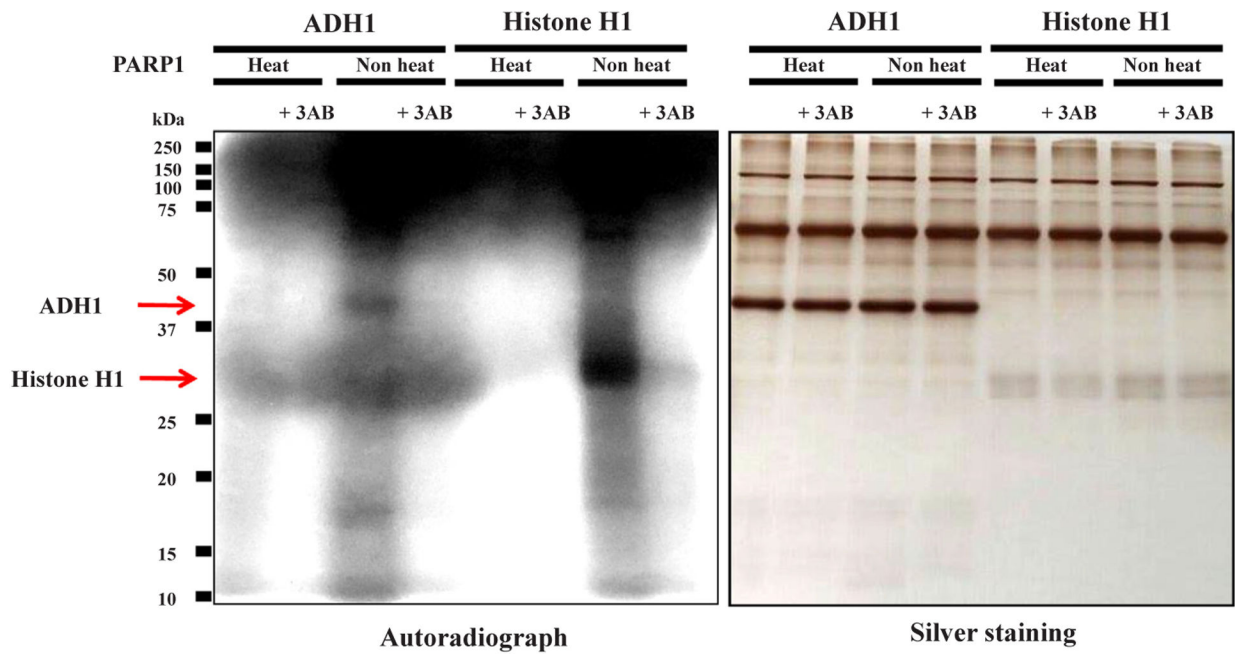 ADH1 Histone H1 ADH1 Histone H1
PARP1 Heat Non heat Heat Non heat Heat Non heat Heat Non heat
kDa + 3AB + 3AB + 3AB + 3AB + 3AB + 3AB + 3AB + 3AB
250
150
100
75
50
ADH1
37
Histone H1
25
20
15
10
Autoradiograph Silver staining